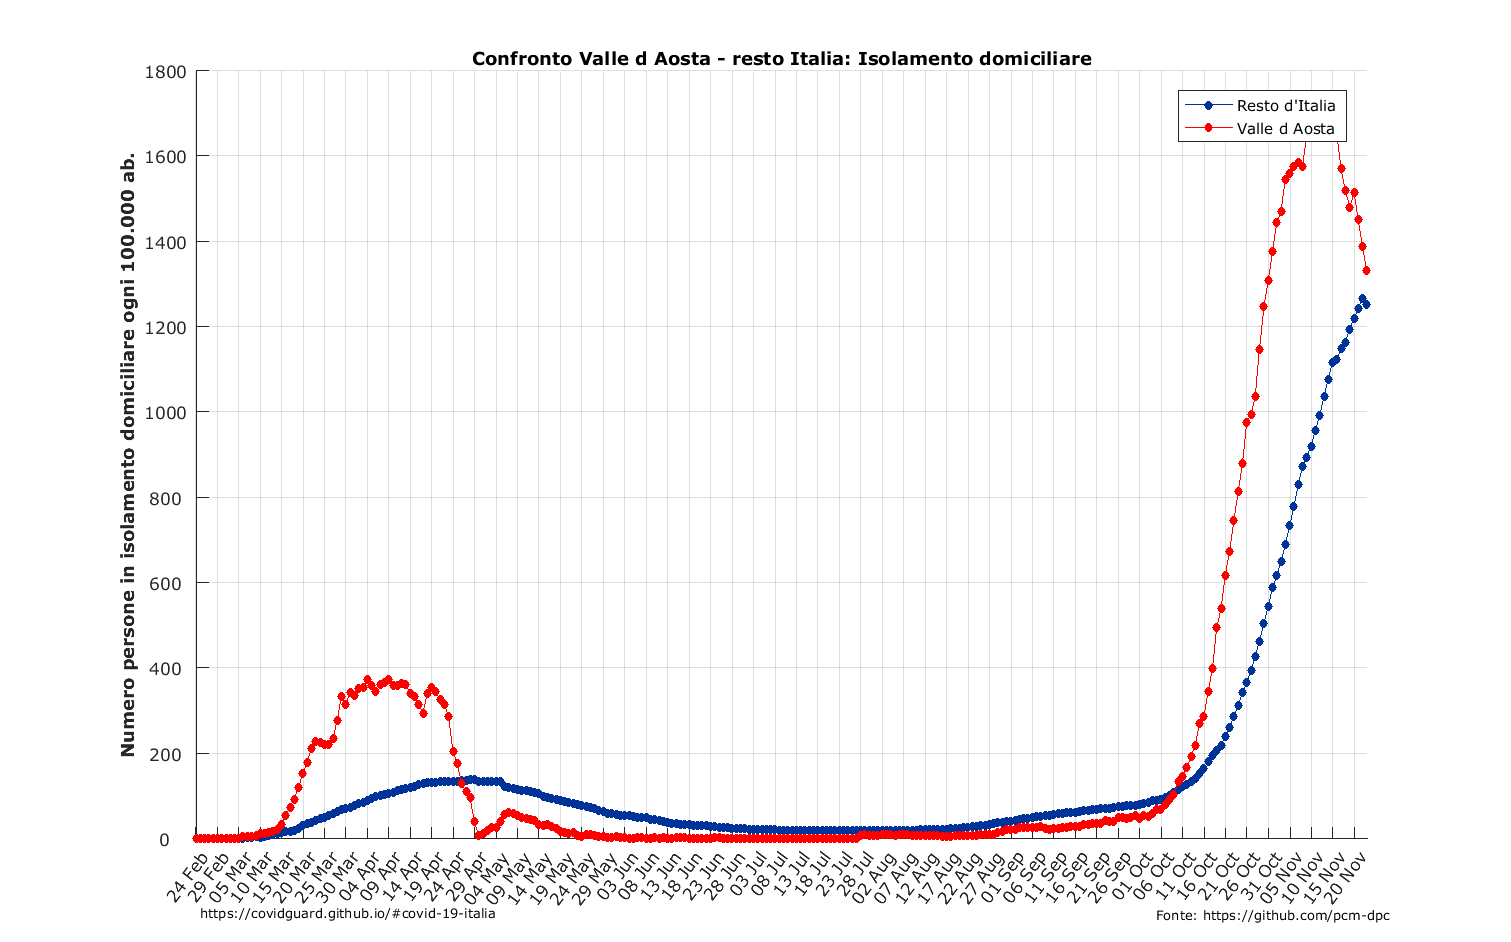 Confronto Valle d Aosta - resto Italia: Isolamento domiciliare
Numero persone in isolamento domiciliare ogni 100.000 ab.
1800
1600
1400
1200
1000
800
600
400
200
0
Resto d'Italia
Valle d Aosta
24 Feb
29 Feb
05 Mar
10 Mar
15 Mar
20 Mar
25 Mar
30 Mar
04 Apr
09 Apr
14 Apr
19 Apr
24 Apr
29 Apr
04 May
09 May
14 May
19 May
24 May
29 May
03 Jun
08 Jun
13 Jun
18 Jun
23 Jun
28 Jun
03 Jul
08 Jul
13 Jul
18 Jul
23 Jul
28 Jul
02 Aug
07 Aug
12 Aug
17 Aug
22 Aug
27 Aug
01 Sep
06 Sep
11 Sep
16 Sep
21 Sep
26 Sep
01 Oct
06 Oct
11 Oct
16 Oct
21 Oct
26 Oct
31 Oct
05 Nov
10 Nov
15 Nov
20 Nov
https://covidguard.github.io/#covid-19-italia
Fonte: https://github.com/pcm-dpc